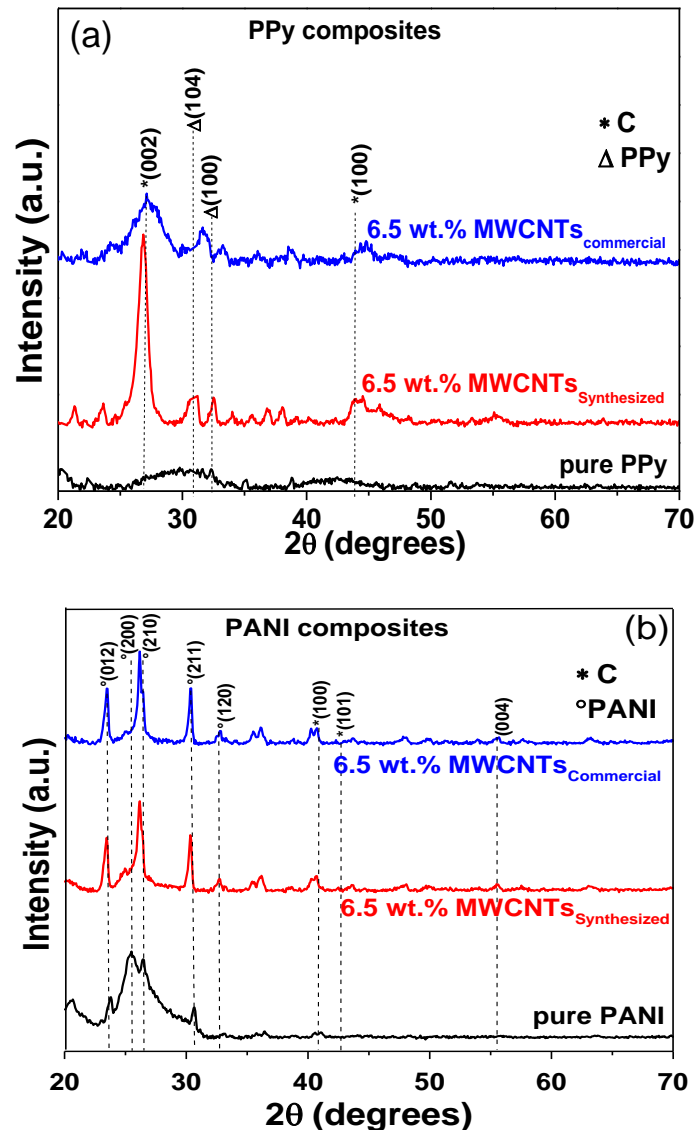 (a)
PPy composites
*(002)
Δ(104)
Δ(100)
*(100)
* C
Δ PPy
6.5 wt.% MWCNTscommercial
6.5 wt.% MWCNTsSynthesized
pure PPy
Intensity (a.u.)
20 30 40 50 60 70
2θ (degrees)
(b)
PANI composites
°(012)
°(200)
°(210)
°(211)
°(120)
*(100)
*(101)
(004)
* C
°PANI
6.5 wt.% MWCNTsCommercial
6.5 wt.% MWCNTsSynthesized
pure PANI
Intensity (a.u.)
20 30 40 50 60 70
2θ (degrees)